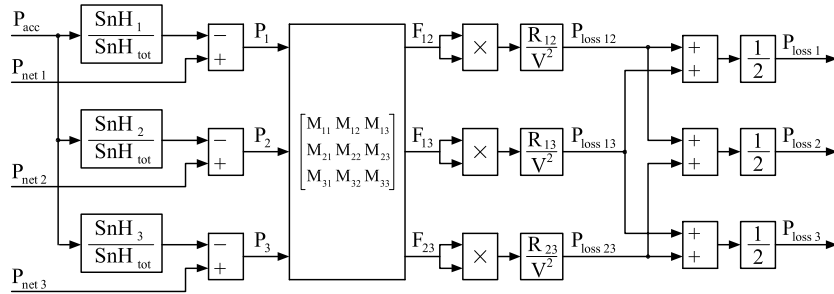 P_acc
SnH_1
SnH_tot
−
+
P_1
P_net 1
F_12
×
R_12
V^2
P_loss 12
+
+
1
2
P_loss 1
SnH_2
SnH_tot
−
+
P_2
P_net 2
M_11 M_12 M_13
M_21 M_22 M_23
M_31 M_32 M_33
F_13
×
R_13
V^2
P_loss 13
+
+
1
2
P_loss 2
SnH_3
SnH_tot
−
+
P_3
P_net 3
F_23
×
R_23
V^2
P_loss 23
+
+
1
2
P_loss 3